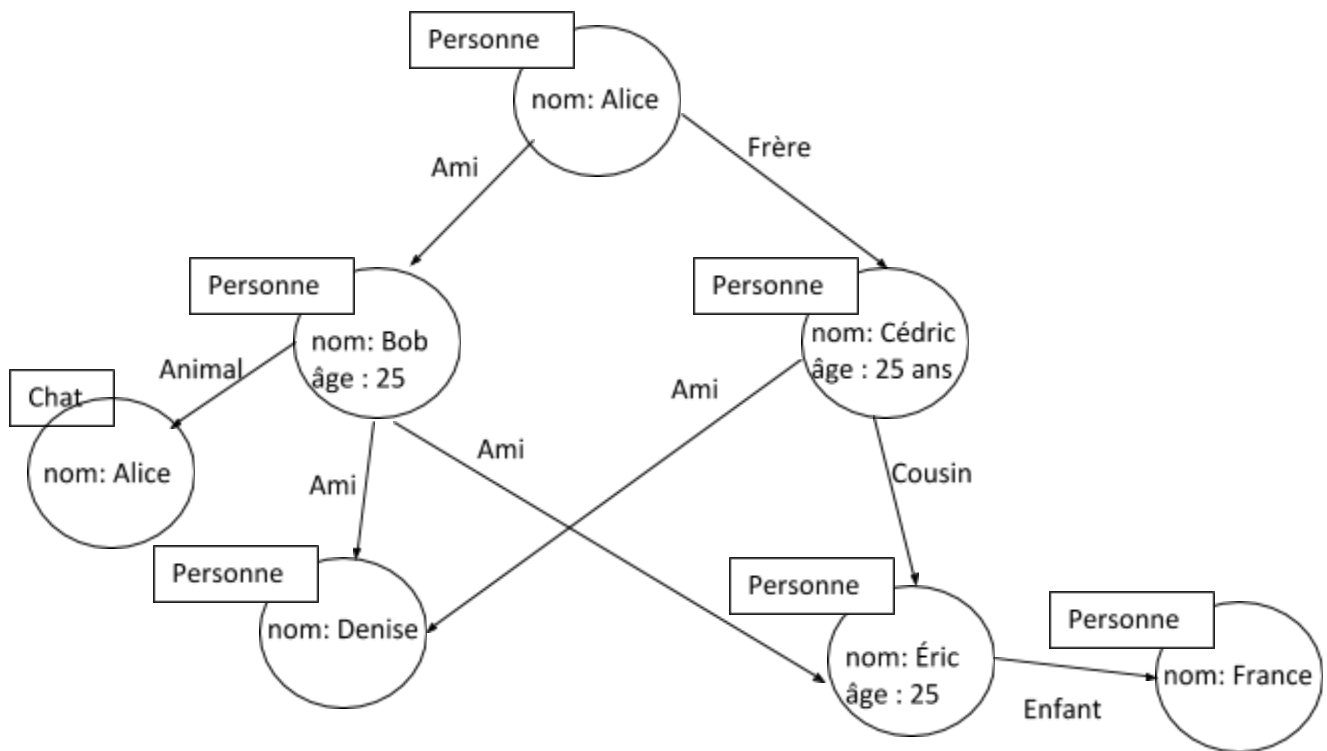 Personne
nom: Alice
Ami
Frère
Personne
nom: Bob
âge : 25
Personne
nom: Cédric
âge : 25 ans
Animal
Ami
Chat
nom: Alice
Ami
Ami
Cousin
Personne
nom: Denise
Personne
nom: Éric
âge : 25
Enfant
Personne
nom: France